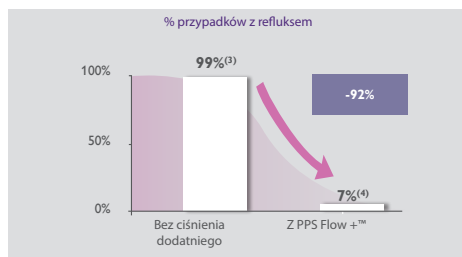 % przypadków z refluksem
99%(3)
100%
-92%
50%
7%(4)
0%
Bez ciśnienia
dodatniego
Z PPS Flow +™